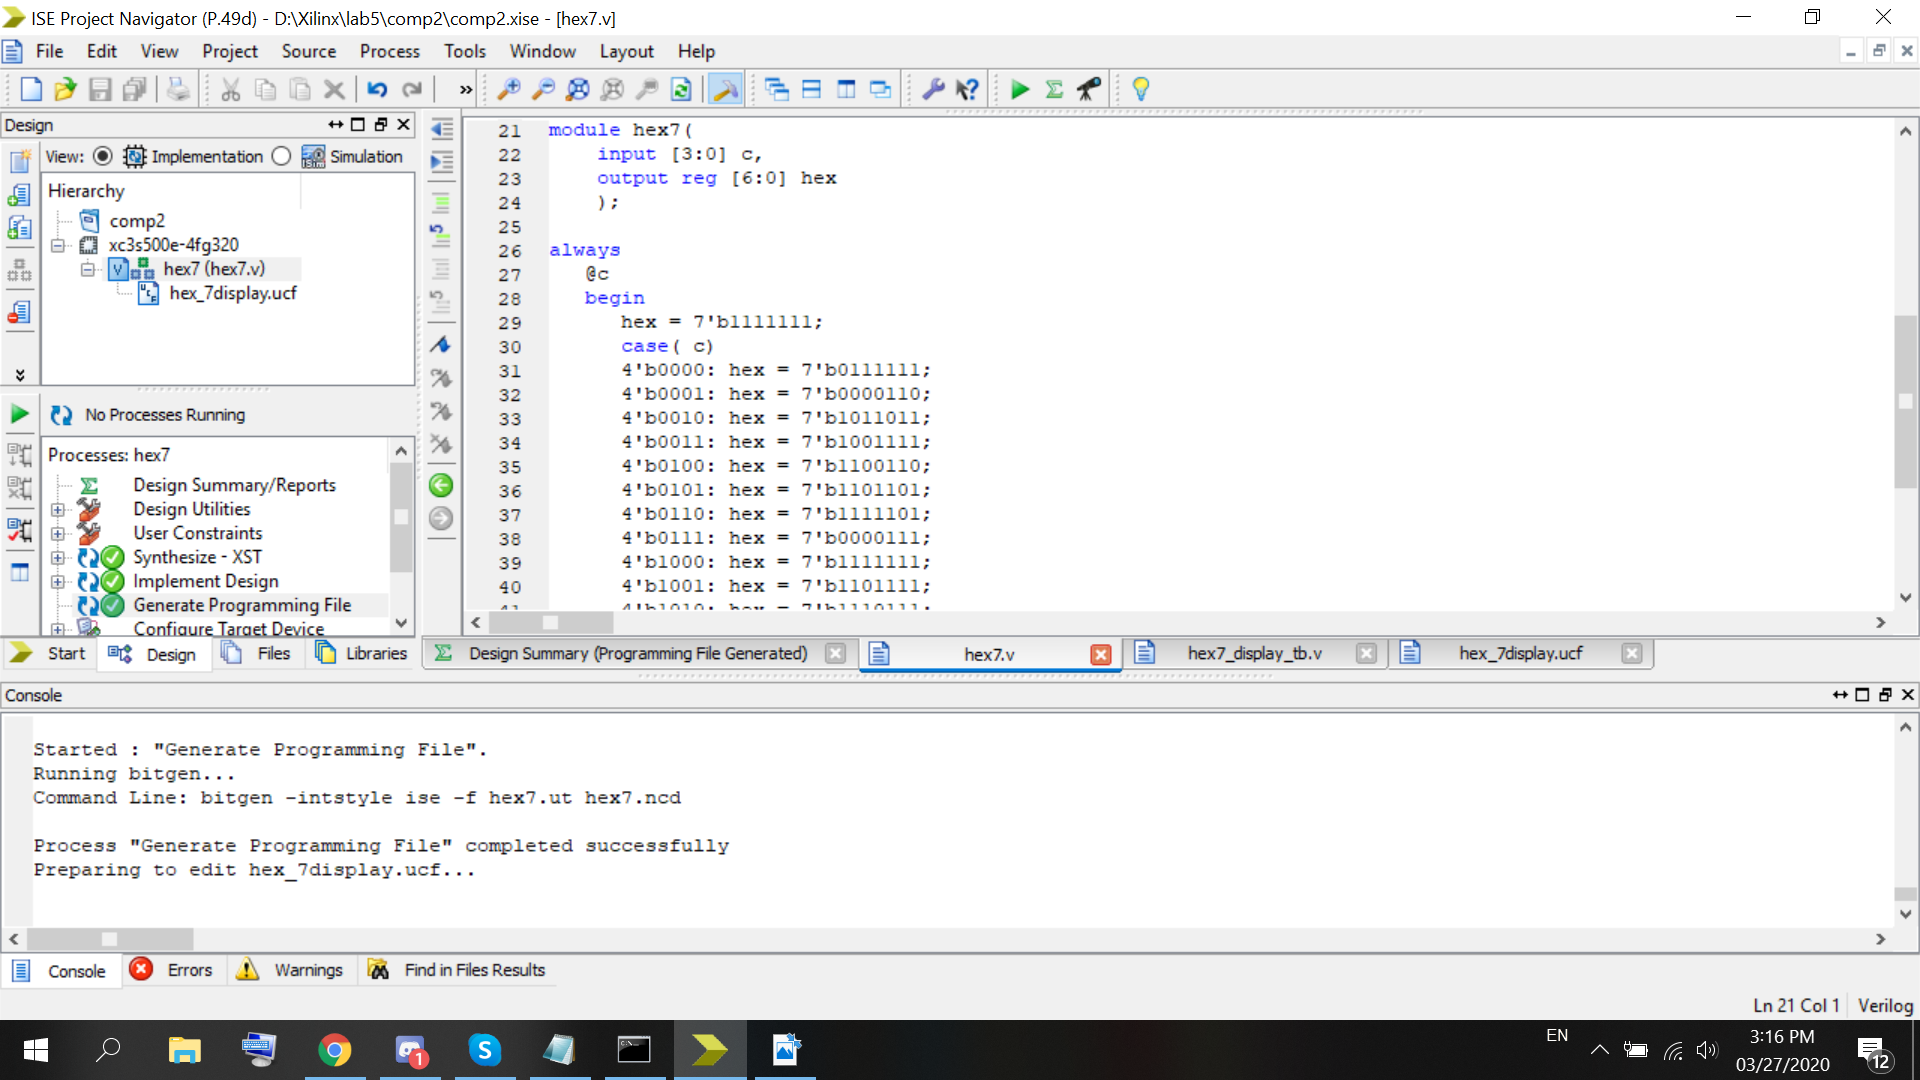 ISE Project Navigator (P.49d) - D:\Xilinx\lab5\comp2\comp2.xise - [hex7.v]
File Edit View Project Source Process Tools Window Layout Help
Design
View: Implementation Simulation
Hierarchy
comp2
xc3s500e-4fg320
hex7 (hex7.v)
hex_7display.ucf
No Processes Running
Processes: hex7
Design Summary/Reports
Design Utilities
User Constraints
Synthesize - XST
Implement Design
Generate Programming File
Configure Target Device
Start Design Files Libraries
21 module hex7(
22 input [3:0] c,
23 output reg [6:0] hex
24 );
25
26 always
27 @c
28 begin
29 hex = 7'b1111111;
30 case( c)
31 4'b0000: hex = 7'b0111111;
32 4'b0001: hex = 7'b0000110;
33 4'b0010: hex = 7'b1011011;
34 4'b0011: hex = 7'b1001111;
35 4'b0100: hex = 7'b1100110;
36 4'b0101: hex = 7'b1101101;
37 4'b0110: hex = 7'b1111101;
38 4'b0111: hex = 7'b0000111;
39 4'b1000: hex = 7'b1111111;
40 4'b1001: hex = 7'b1101111;
41 4'b1010: hex = 7'b1110111;
Design Summary (Programming File Generated) hex7.v hex7_display_tb.v hex_7display.ucf
Console
Started : "Generate Programming File".
Running bitgen...
Command Line: bitgen -intstyle ise -f hex7.ut hex7.ncd
Process "Generate Programming File" completed successfully
Preparing to edit hex_7display.ucf...
Console Errors Warnings Find in Files Results
Ln 21 Col 1 Verilog
1
EN
3:16 PM
03/27/2020
12